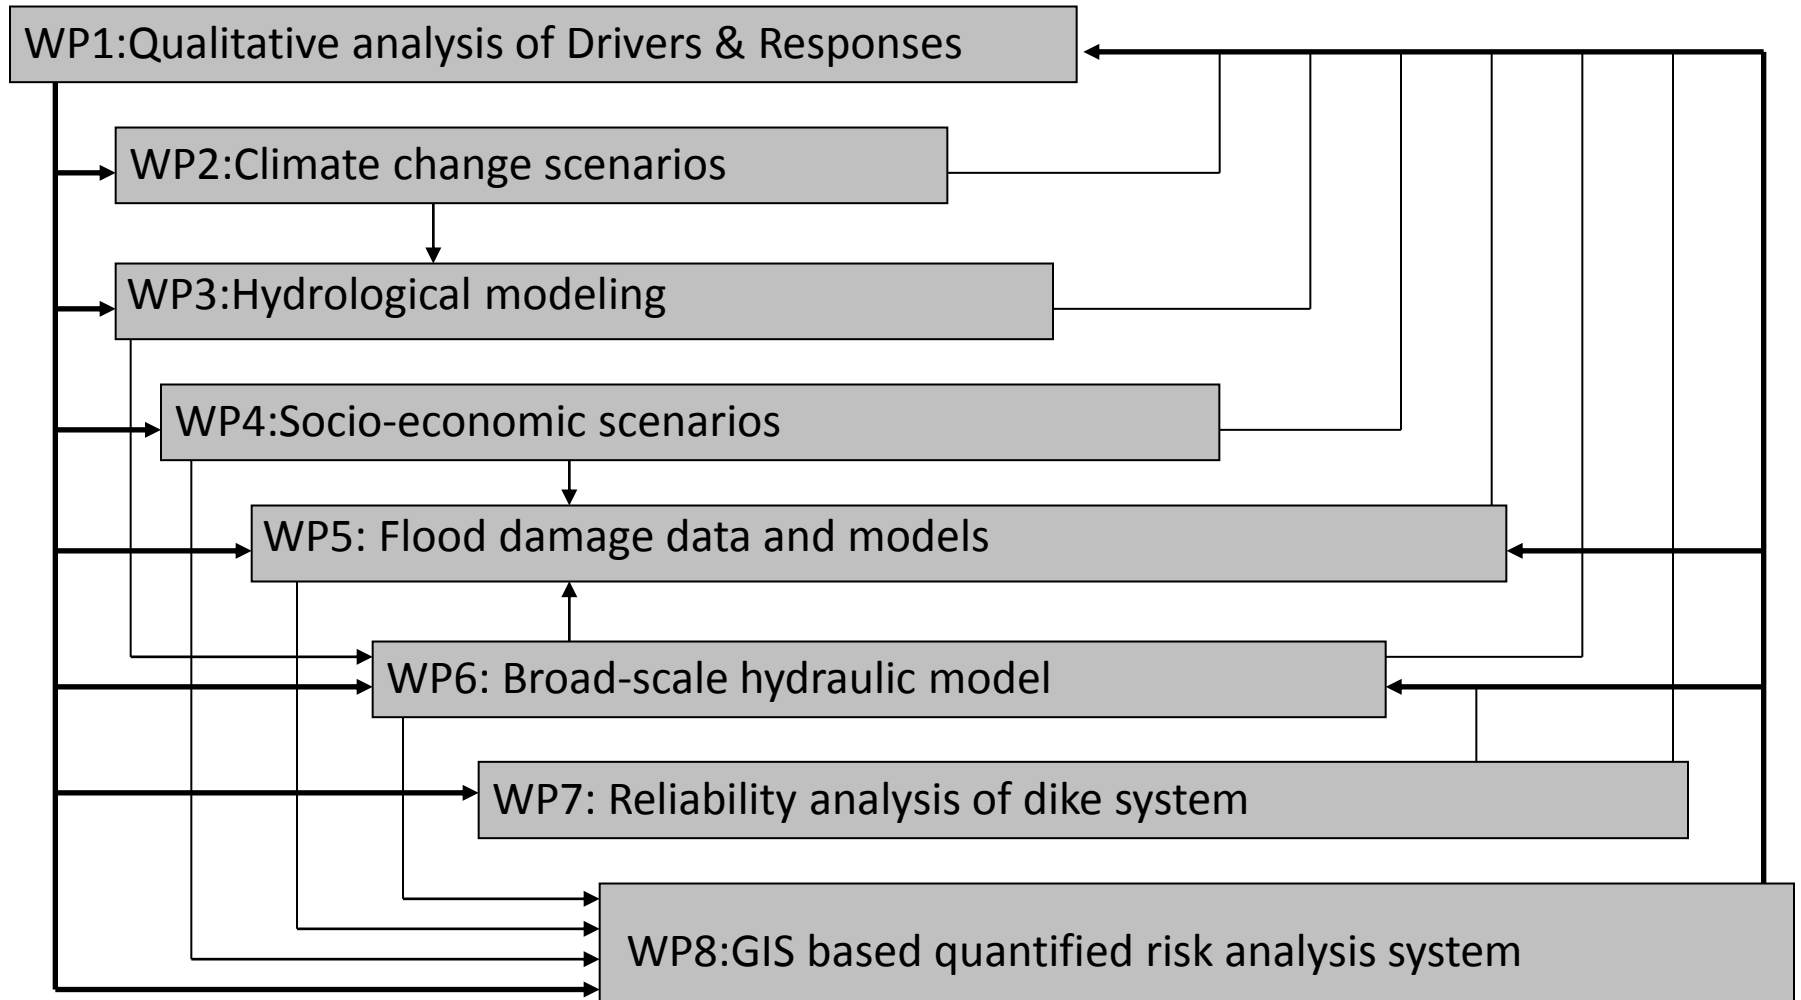 WP1:Qualitative analysis of Drivers & Responses
WP2:Climate change scenarios
WP3:Hydrological modeling
WP4:Socio-economic scenarios
WP5: Flood damage data and models
WP6: Broad-scale hydraulic model
WP7: Reliability analysis of dike system
WP8:GIS based quantified risk analysis system